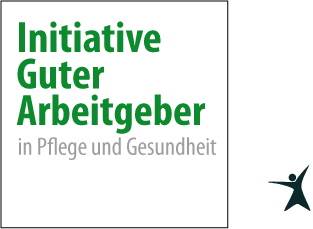 Initiative
Guter
Arbeitgeber
in Pflege und Gesundheit